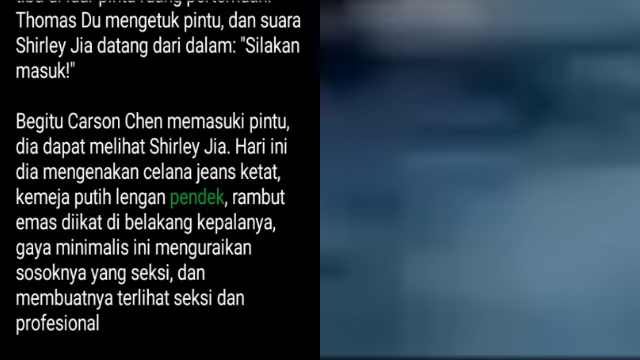 Thomas Du mengetuk pintu, dan suara
Shirley Jia datang dari dalam: "Silakan
masuk!"
Begitu Carson Chen memasuki pintu,
dia dapat melihat Shirley Jia. Hari ini
dia mengenakan celana jeans ketat,
kemeja putih lengan pendek, rambut
emas diikat di belakang kepalanya,
gaya minimalis ini menguraikan
sosoknya yang seksi, dan
membuatnya terlihat seksi dan
profesional